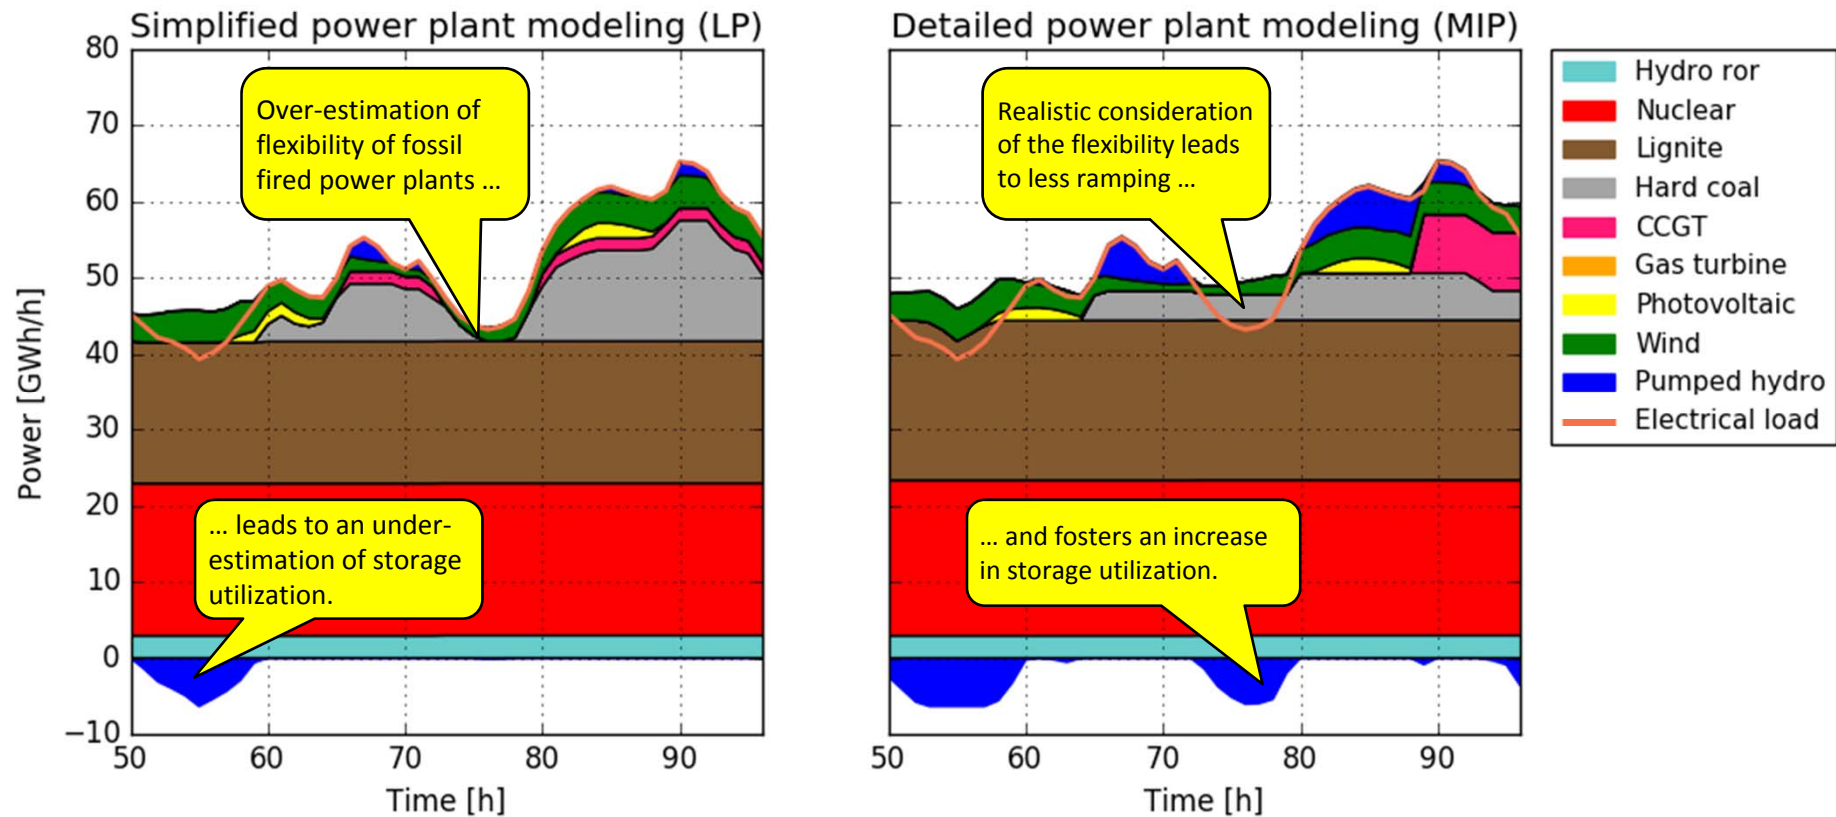 Simplified power plant modeling (LP)
Detailed power plant modeling (MIP)
Power [GWh/h]
80
70
60
50
40
30
20
10
0
−10
50
60
70
80
90
Time [h]
Over-estimation of
flexibility of fossil
fired power plants ...
... leads to an under-
estimation of storage
utilization.
50
60
70
80
90
Time [h]
Realistic consideration
of the flexibility leads
to less ramping ...
... and fosters an increase
in storage utilization.
Hydro ror
Nuclear
Lignite
Hard coal
CCGT
Gas turbine
Photovoltaic
Wind
Pumped hydro
Electrical load